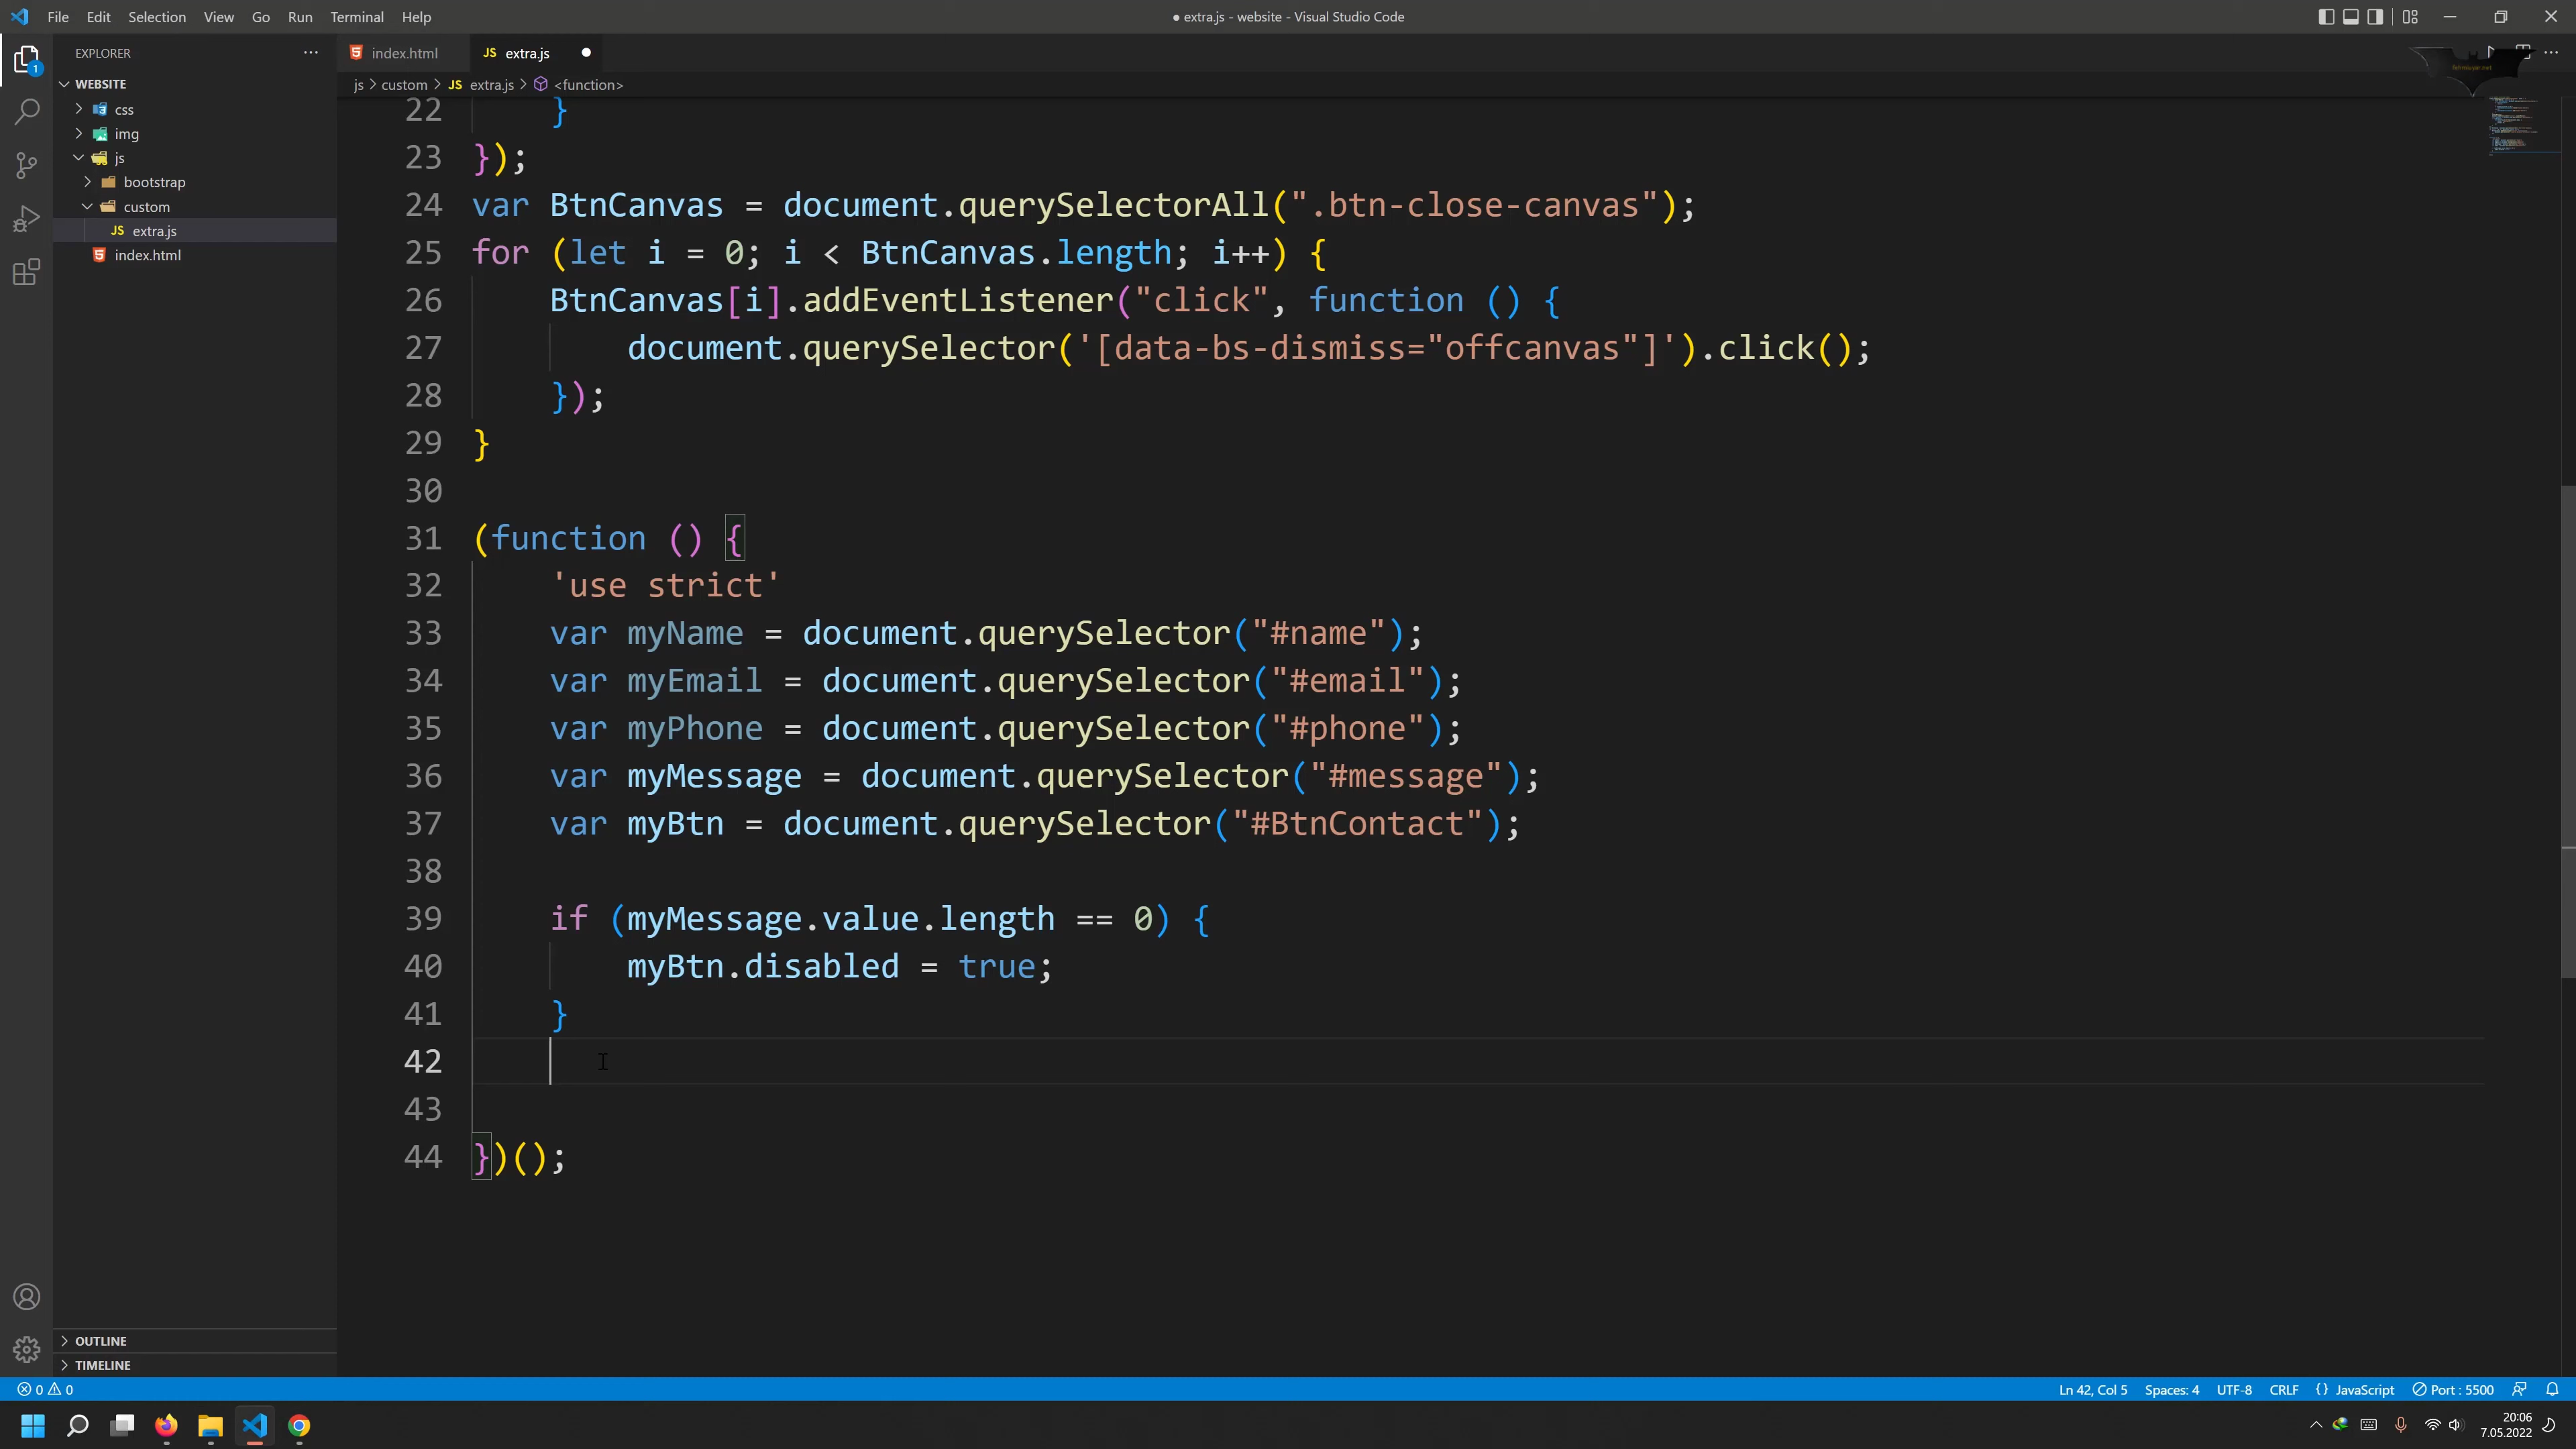 File Edit Selection View Go Run Terminal Help
● extra.js - website - Visual Studio Code
EXPLORER
WEBSITE
css
img
js
bootstrap
custom
JS extra.js
index.html
OUTLINE
TIMELINE
index.html
JS extra.js
js > custom > JS extra.js > <function>
22 }
23 });
24 var BtnCanvas = document.querySelectorAll(".btn-close-canvas");
25 for (let i = 0; i < BtnCanvas.length; i++) {
26 BtnCanvas[i].addEventListener("click", function () {
27 document.querySelector('[data-bs-dismiss="offcanvas"]').click();
28 });
29 }
30
31 (function () {
32 'use strict'
33 var myName = document.querySelector("#name");
34 var myEmail = document.querySelector("#email");
35 var myPhone = document.querySelector("#phone");
36 var myMessage = document.querySelector("#message");
37 var myBtn = document.querySelector("#BtnContact");
38
39 if (myMessage.value.length == 0) {
40 myBtn.disabled = true;
41 }
42
43
44 })();
0 0
Ln 42, Col 5 Spaces: 4 UTF-8 CRLF {} JavaScript Port : 5500
20:06
7.05.2022
1